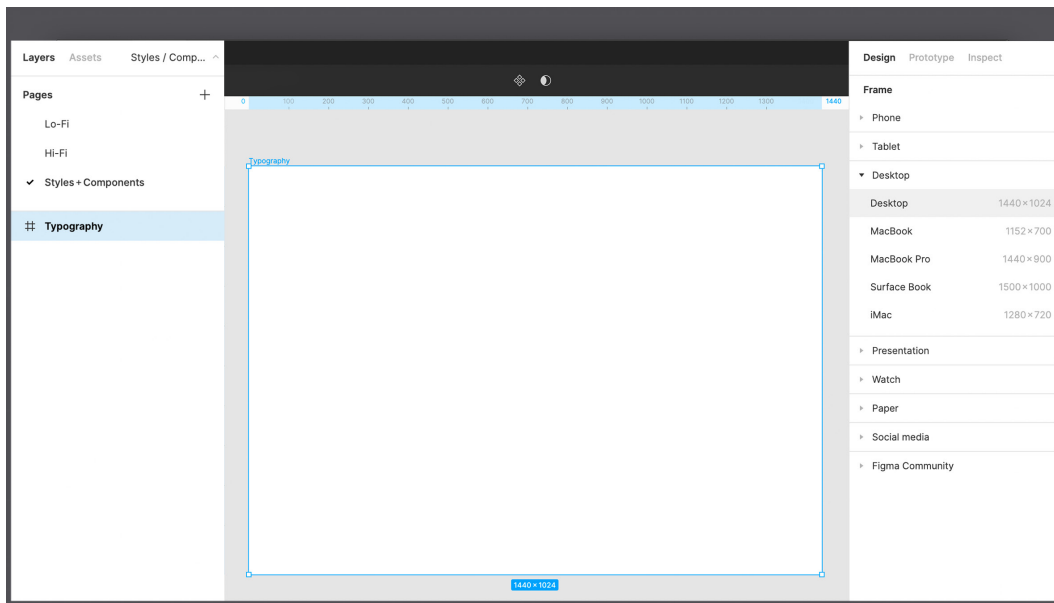 Layers Assets Styles / Comp...
Pages
Lo-Fi
Hi-Fi
Styles + Components
Typography
0 100 200 300 400 500 600 700 800 900 1000 1100 1200 1300 1440
Typography
1440 × 1024
Design Prototype Inspect
Frame
Phone
Tablet
Desktop
Desktop 1440 × 1024
MacBook 1152 × 700
MacBook Pro 1440 × 900
Surface Book 1500 × 1000
iMac 1280 × 720
Presentation
Watch
Paper
Social media
Figma Community